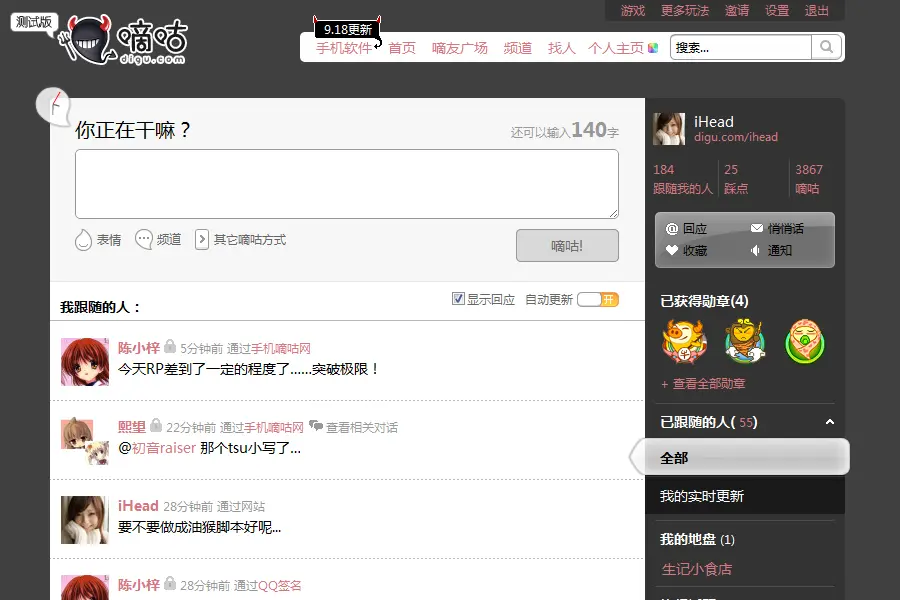 测试版
嘀咕
digu.com
游戏 更多玩法 邀请 设置 退出
9.18更新
手机软件 首页 嘀友广场 频道 找人 个人主页
搜索...
你正在干嘛？
还可以输入140字
表情 频道 其它嘀咕方式
嘀咕!
我跟随的人：
显示回应 自动更新 开
陈小梓 5分钟前 通过手机嘀咕网
今天RP差到了一定的程度了......突破极限！
熙望 22分钟前 通过手机嘀咕网 查看相关对话
@初音raiser 那个tsu小写了...
iHead 28分钟前 通过网站
要不要做成油猴脚本好呢...
陈小梓 28分钟前 通过QQ签名
iHead
digu.com/ihead
184 25 3867
跟随我的人 踩点 嘀咕
回应 悄悄话
收藏 通知
已获得勋章(4)
+ 查看全部勋章
已跟随的人( 55)
全部
我的实时更新
我的地盘 (1)
生记小食店